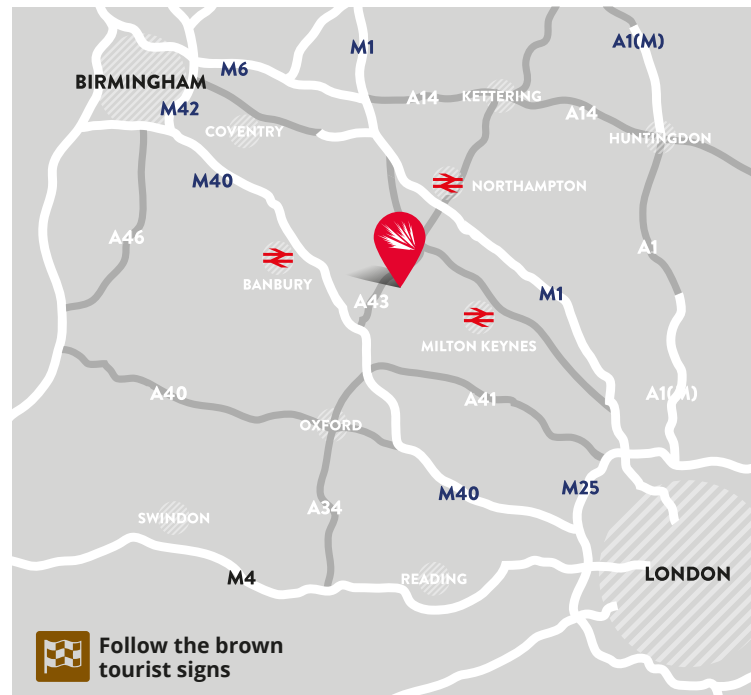 M1
A1(M)
M6
BIRMINGHAM
A14
KETTERING
M42
A14
COVENTRY
HUNTINGDON
M40
NORTHAMPTON
A46
A1
BANBURY
M1
A43
MILTON KEYNES
A40
A41
A1(M)
OXFORD
M40
M25
A34
SWINDON
M4
READING
LONDON
Follow the brown
tourist signs